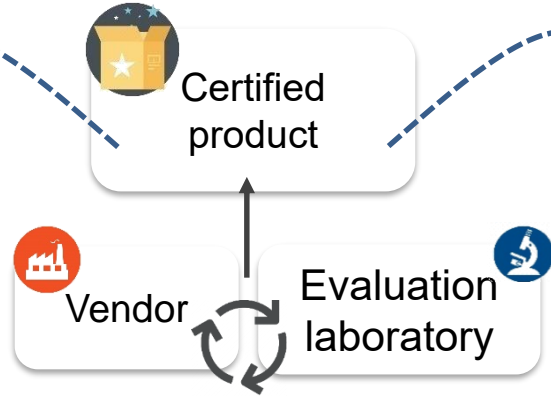 Certified
product
Vendor
Evaluation
laboratory